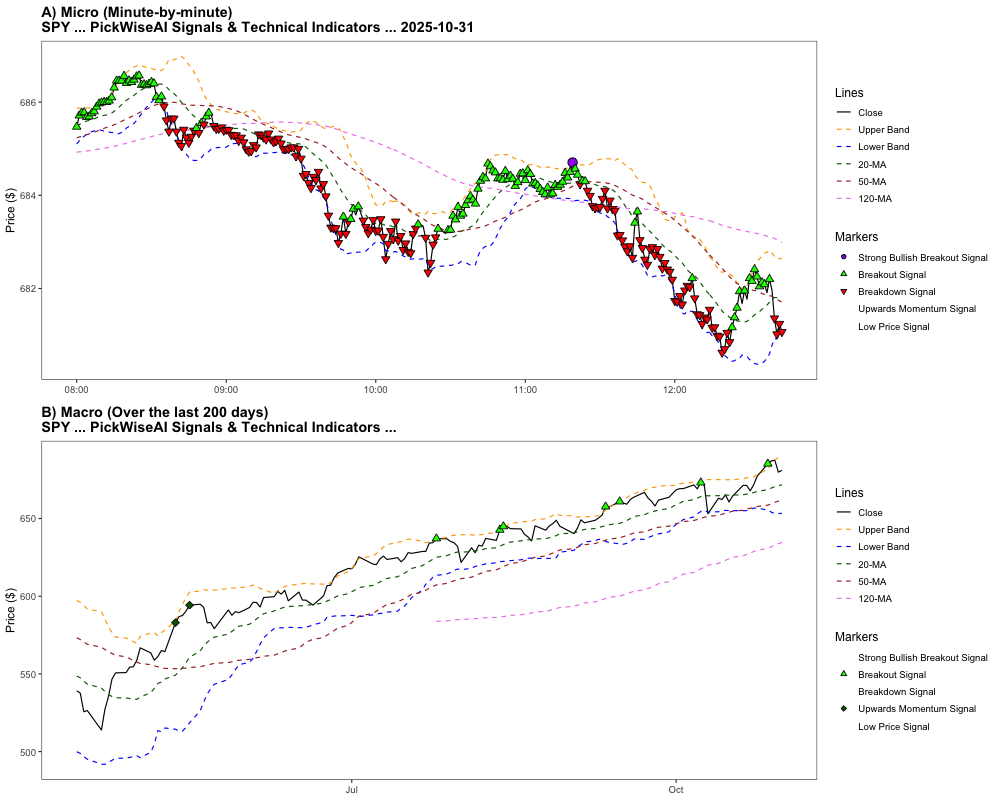 A) Micro (Minute-by-minute)
SPY ... PickWiseAI Signals & Technical Indicators ... 2025-10-31
Price ($)
686
684
682
08:00
09:00
10:00
11:00
12:00
Lines
Close
Upper Band
Lower Band
20-MA
50-MA
120-MA
Markers
Strong Bullish Breakout Signal
Breakout Signal
Breakdown Signal
Upwards Momentum Signal
Low Price Signal
B) Macro (Over the last 200 days)
SPY ... PickWiseAI Signals & Technical Indicators ...
Price ($)
650
600
550
500
Jul
Oct
Lines
Close
Upper Band
Lower Band
20-MA
50-MA
120-MA
Markers
Strong Bullish Breakout Signal
Breakout Signal
Breakdown Signal
Upwards Momentum Signal
Low Price Signal